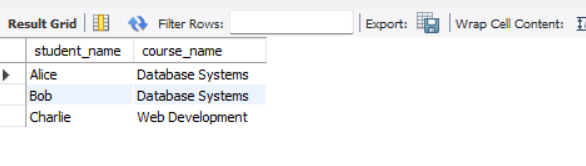 Result Grid Filter Rows: Export: Wrap Cell Content:
student_name course_name
Alice Database Systems
Bob Database Systems
Charlie Web Development